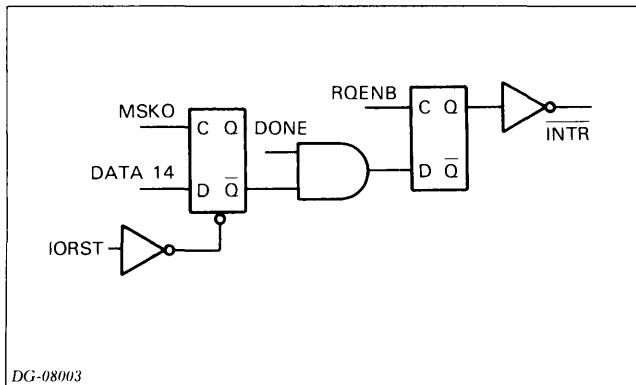 RQENB
MSKO
C Q
DONE
C Q
INTR
DATA 14
D Q
D Q
IORST
DG-08003